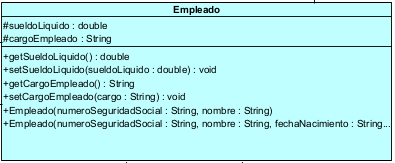 Empleado
#sueldoLiquido : double
#cargoEmpleado : String
+getSueldoLiquido() : double
+setSueldoLiquido(sueldoLiquido : double) : void
+getCargoEmpleado() : String
+setCargoEmpleado(cargo : String) : void
+Empleado(numeroSeguridadSocial : String, nombre : String)
+Empleado(numeroSeguridadSocial : String, nombre : String, fechaNacimiento : String...